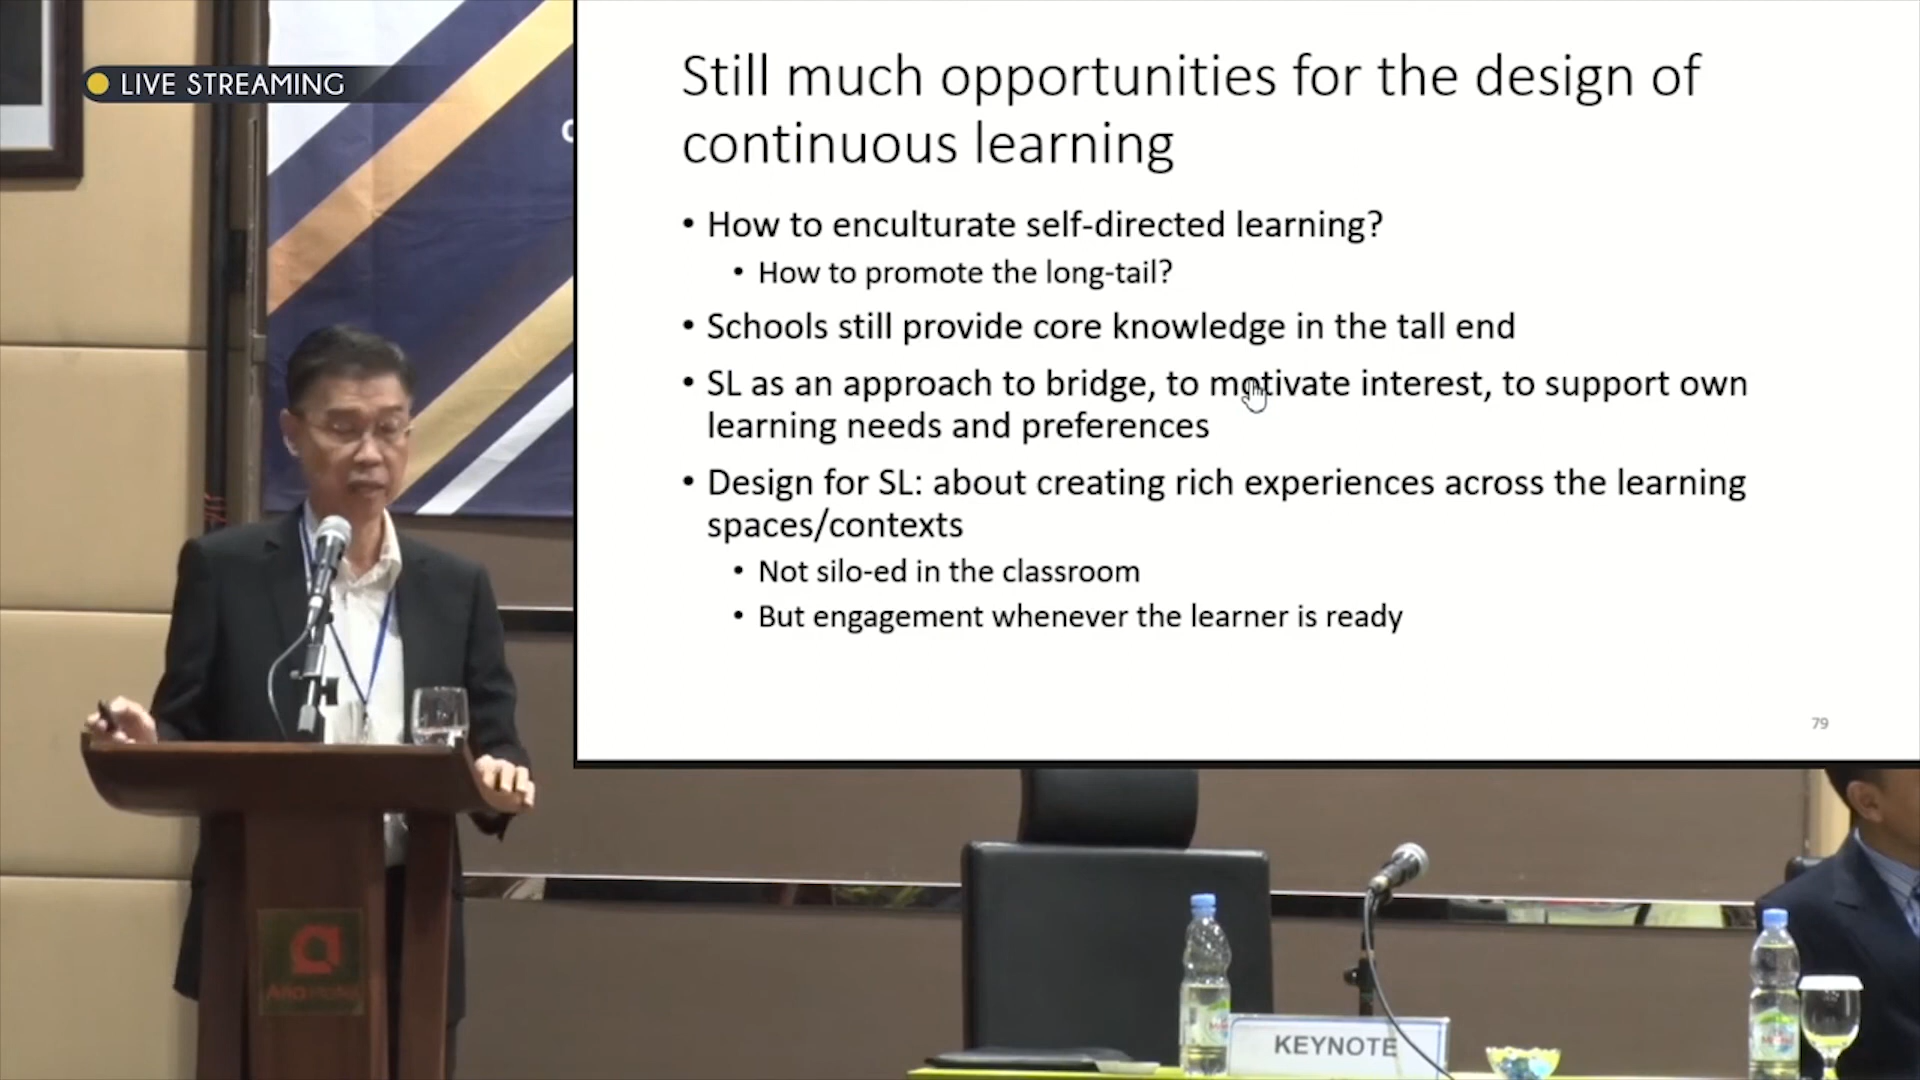 LIVE STREAMING
Still much opportunities for the design of
continuous learning
• How to enculturate self-directed learning?
• How to promote the long-tail?
• Schools still provide core knowledge in the tall end
• SL as an approach to bridge, to motivate interest, to support own
learning needs and preferences
• Design for SL: about creating rich experiences across the learning
spaces/contexts
• Not silo-ed in the classroom
• But engagement whenever the learner is ready
79
KEYNOTE